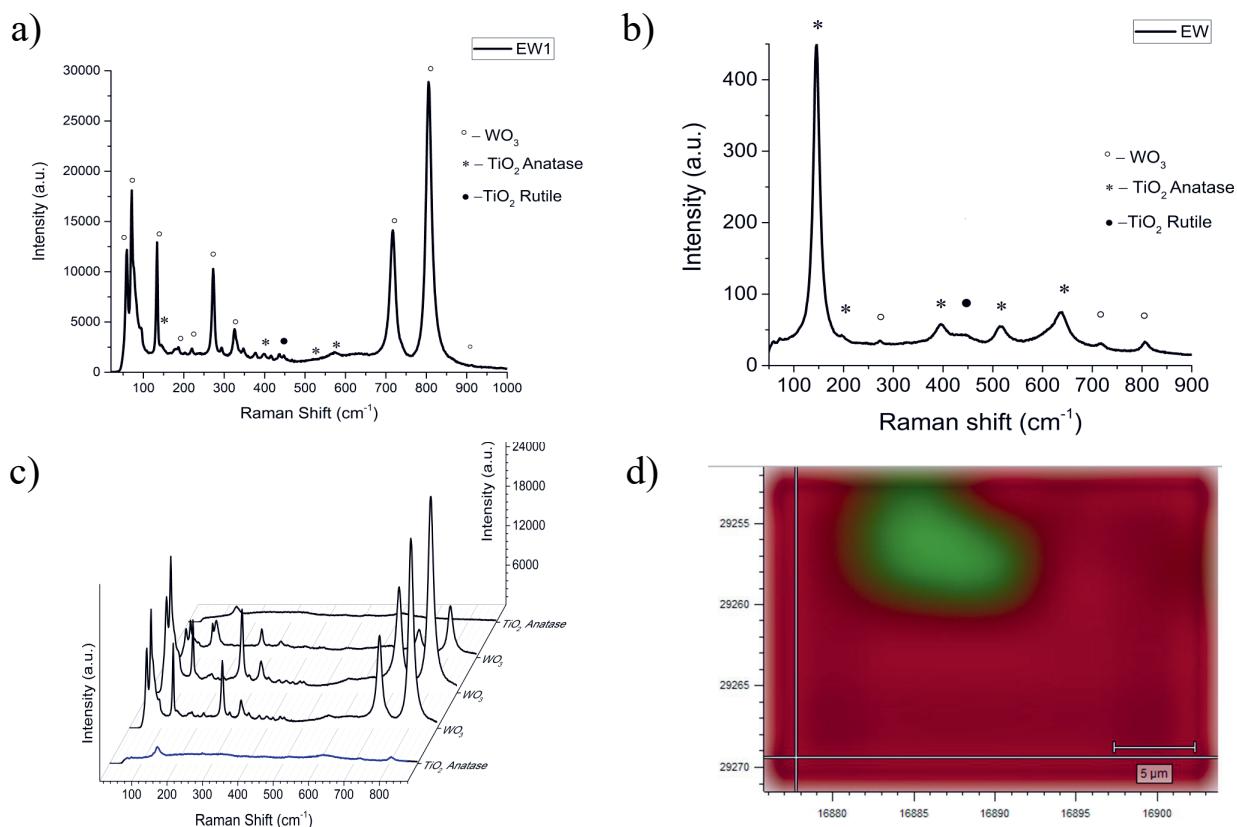 a)
EW1
30000
25000
20000
15000
10000
5000
0
Intensity (a.u.)
○ – WO3
* – TiO2 Anatase
● –TiO2 Rutile
100 200 300 400 500 600 700 800 900 1000
Raman Shift (cm-1)
b)
EW
400
300
200
100
0
Intensity (a.u.)
○ – WO3
* – TiO2 Anatase
● –TiO2 Rutile
100 200 300 400 500 600 700 800 900
Raman shift (cm-1)
c)
24000
18000
12000
6000
Intensity (a.u.)
Intensity (a.u.)
TiO2 Anatase
WO3
WO3
WO3
TiO2 Anatase
100 200 300 400 500 600 700 800
Raman Shift (cm-1)
d)
29255
29260
29265
29270
5 µm
16880 16885 16890 16895 16900